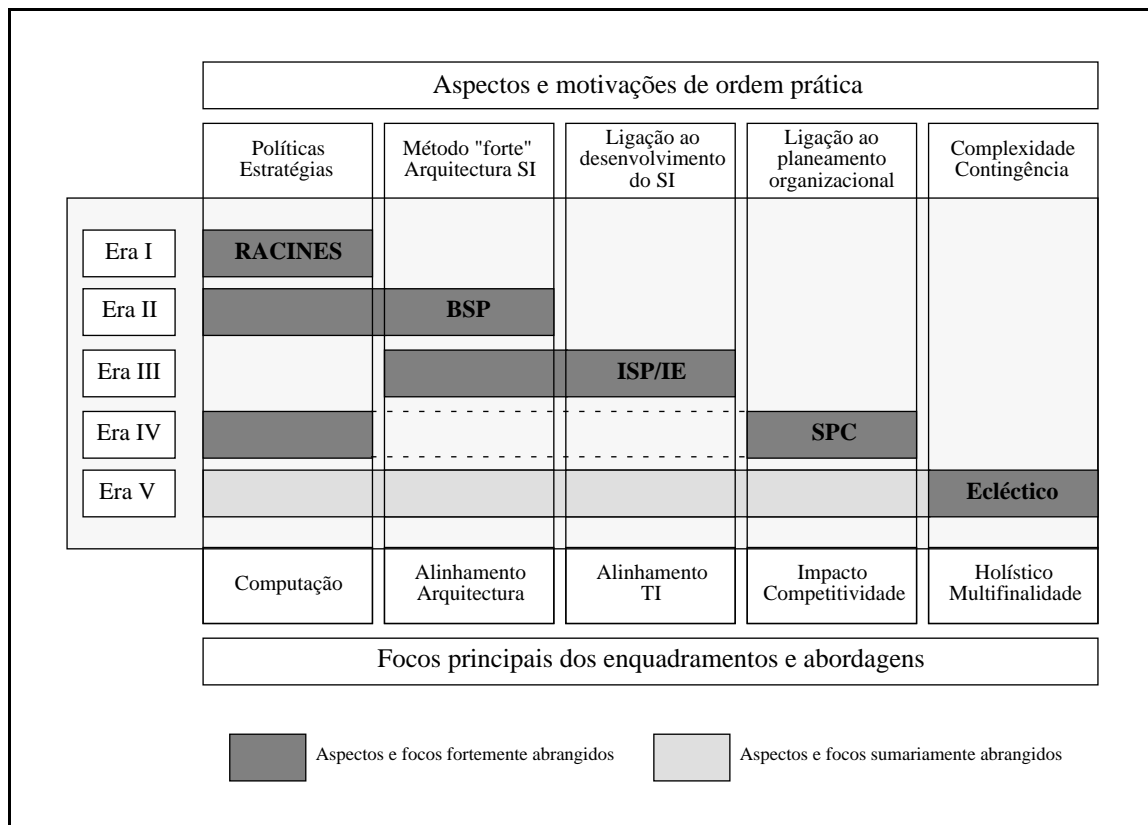 Aspectos e motivações de ordem prática
Políticas
Estratégias
Método "forte"
Arquitectura SI
Ligação ao
desenvolvimento
do SI
Ligação ao
planeamento
organizacional
Complexidade
Contingência
Era I
RACINES
Era II
BSP
Era III
ISP/IE
Era IV
SPC
Era V
Ecléctico
Computação
Alinhamento
Arquitectura
Alinhamento
TI
Impacto
Competitividade
Holístico
Multifinalidade
Focos principais dos enquadramentos e abordagens
Aspectos e focos fortemente abrangidos
Aspectos e focos sumariamente abrangidos